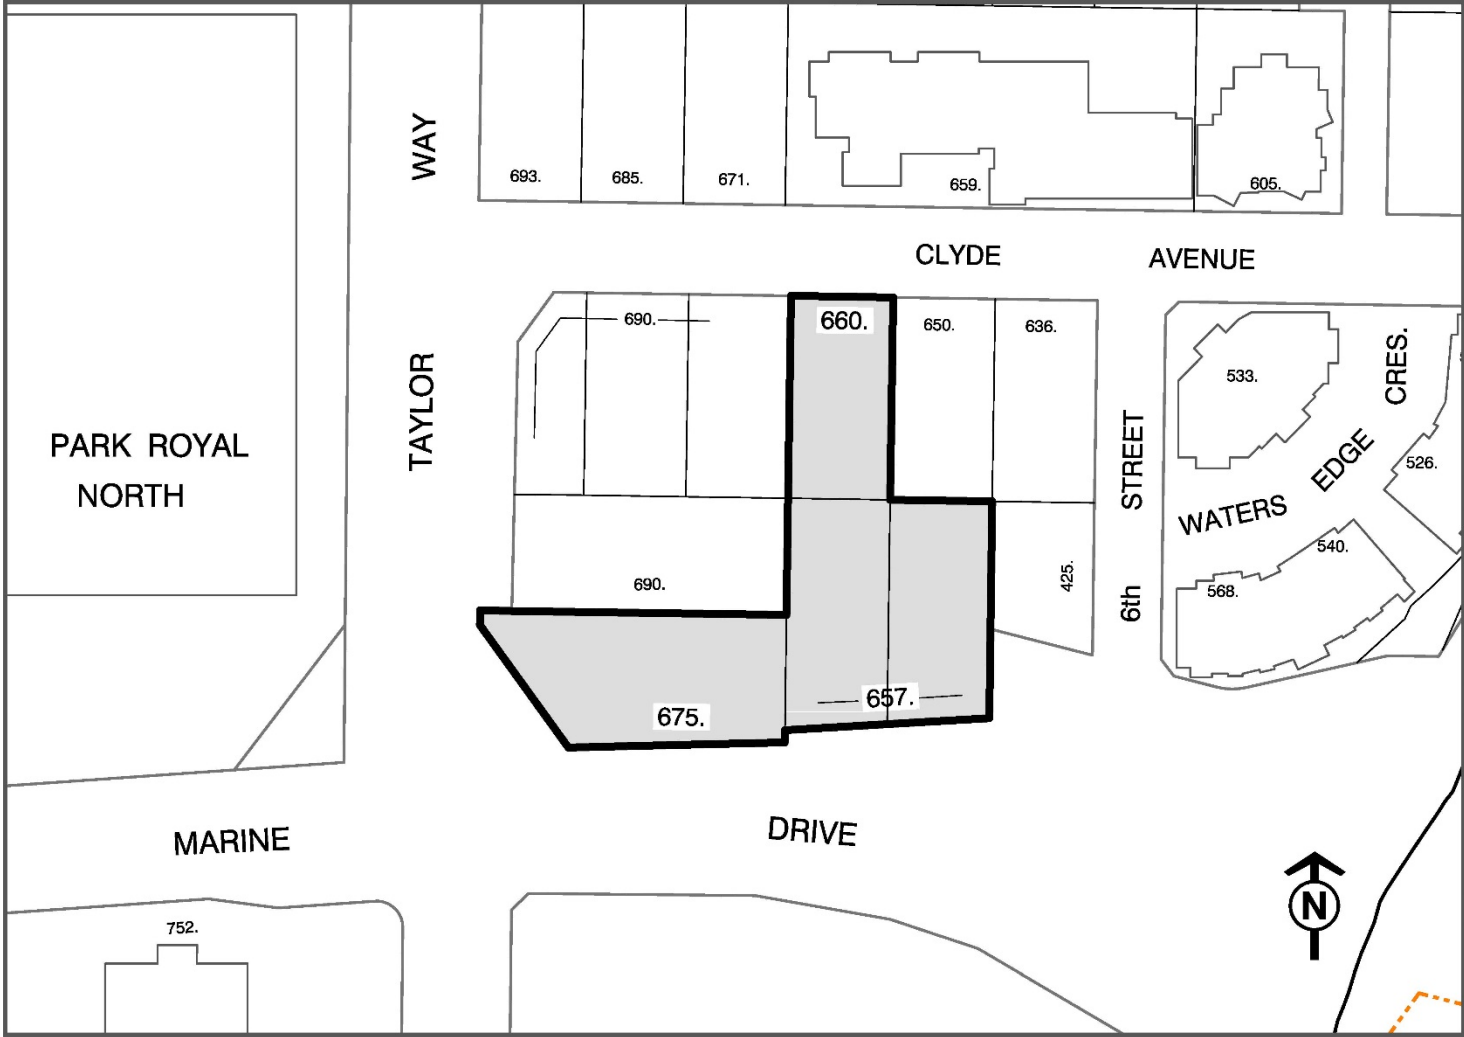 WAY
693.
685.
671.
659.
605.
CLYDE AVENUE
690.
660.
650.
636.
TAYLOR
533.
CRES.
EDGE
526.
PARK ROYAL
NORTH
STREET
WATERS
540.
690.
425.
6th
568.
657.
675.
MARINE DRIVE
752.
N